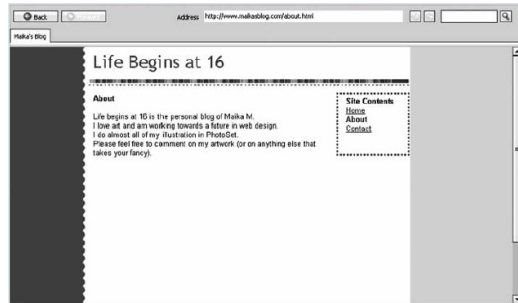 Back
Address http://www.maikasblog.com/about.html
Maika's Blog
Life Begins at 16
About
Life begins at 16 is the personal blog of Maika M.
I love art and am working towards a future in web design.
I do almost all of my illustration in PhotoSet.
Please feel free to comment on my artwork (or on anything else that
takes your fancy).
Site Contents
Home
About
Contact